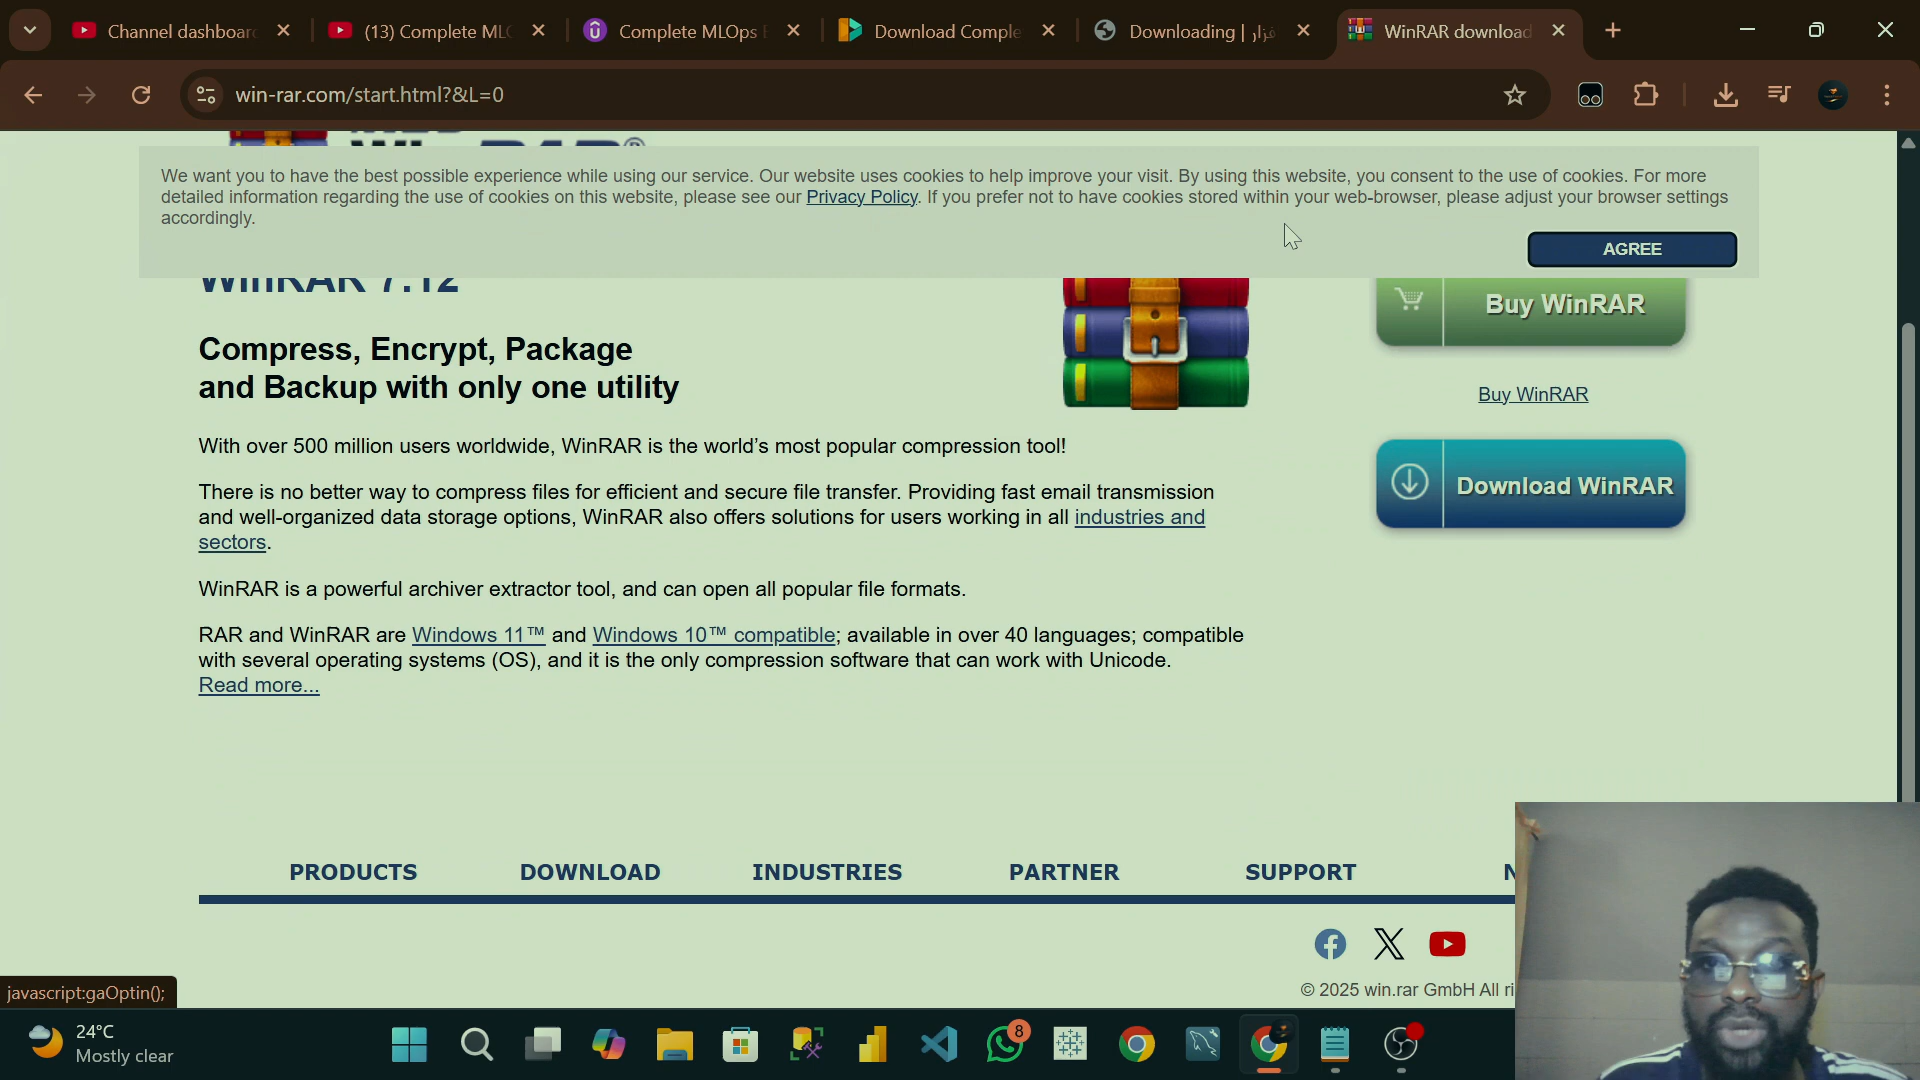 Channel dashboar
(13) Complete ML
Complete MLOps
Download Comple
Downloading |
WinRAR download
win-rar.com/start.html?&L=0
We want you to have the best possible experience while using our service. Our website uses cookies to help improve your visit. By using this website, you consent to the use of cookies. For more
detailed information regarding the use of cookies on this website, please see our Privacy Policy. If you prefer not to have cookies stored within your web-browser, please adjust your browser settings
accordingly.
AGREE
WinRAR 7.12
Buy WinRAR
Compress, Encrypt, Package
and Backup with only one utility
Buy WinRAR
With over 500 million users worldwide, WinRAR is the world's most popular compression tool!
Download WinRAR
There is no better way to compress files for efficient and secure file transfer. Providing fast email transmission
and well-organized data storage options, WinRAR also offers solutions for users working in all industries and
sectors.
WinRAR is a powerful archiver extractor tool, and can open all popular file formats.
RAR and WinRAR are Windows 11™ and Windows 10™ compatible; available in over 40 languages; compatible
with several operating systems (OS), and it is the only compression software that can work with Unicode.
Read more...
PRODUCTS DOWNLOAD INDUSTRIES PARTNER SUPPORT
© 2025 win.rar GmbH All ri
javascript:gaOptin();
24°C
Mostly clear
8